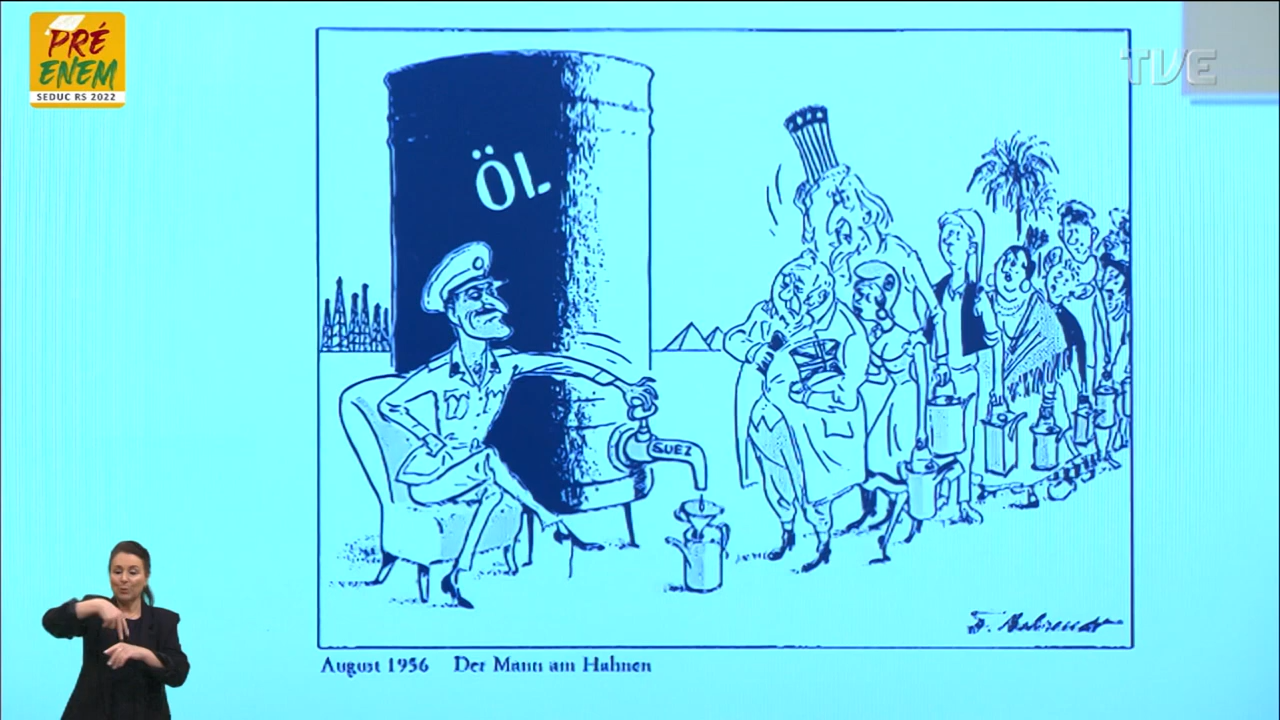 PRÉ
ENEM
SEDUC RS 2022
TVE
ÖL
SUEZ
August 1956 Der Mann am Hahnen